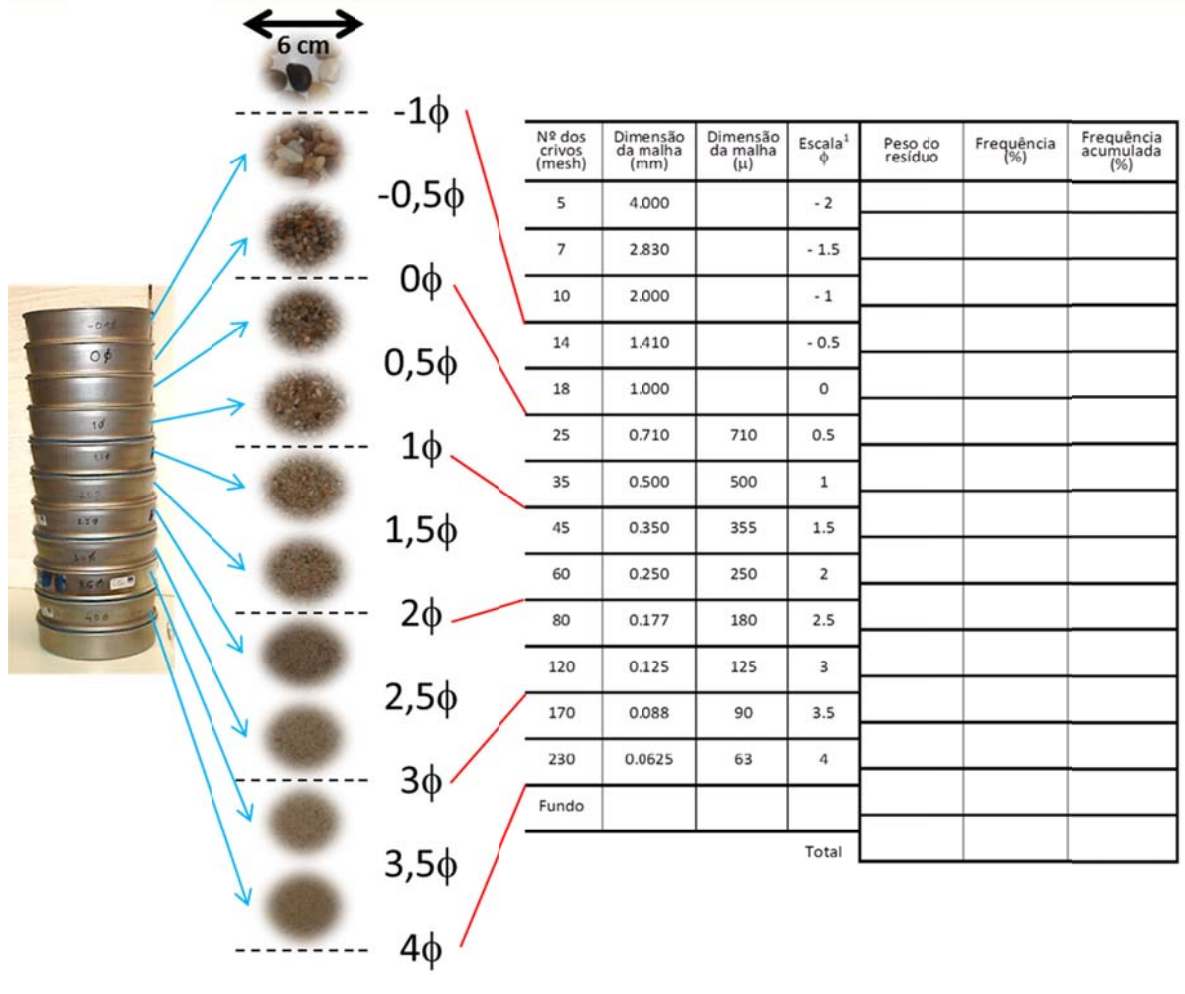 6 cm
-1ϕ
-0,5ϕ
0ϕ
0,5ϕ
1ϕ
1,5ϕ
2ϕ
2,5ϕ
3ϕ
3,5ϕ
4ϕ
0ϕ
1ϕ
Nº dos crivos (mesh) Dimensão da malha (mm) Dimensão da malha (µ) Escala¹ ϕ Peso do resíduo Frequência (%) Frequência acumulada (%)
5 4.000 - 2
7 2.830 - 1.5
10 2.000 - 1
14 1.410 - 0.5
18 1.000 0
25 0.710 710 0.5
35 0.500 500 1
45 0.350 355 1.5
60 0.250 250 2
80 0.177 180 2.5
120 0.125 125 3
170 0.088 90 3.5
230 0.0625 63 4
Fundo
Total